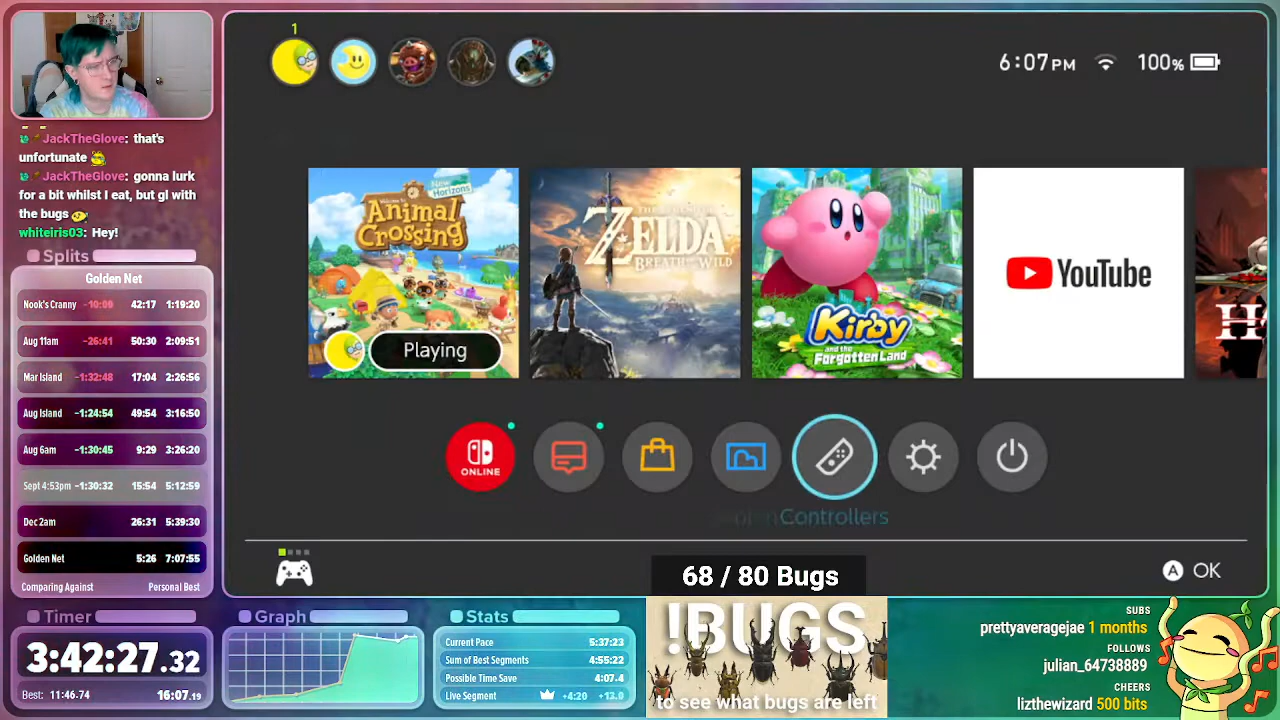 JackTheGlove: that's
unfortunate
JackTheGlove: gonna lurk
for a bit whilst I eat, but gl with
the bugs
whiteiris03: Hey!
Splits
Golden Net
Nook's Cranny -10:09 42:17 1:19:20
Aug 11am -26:41 50:30 2:09:51
Mar Island -1:32:48 17:04 2:26:56
Aug Island -1:24:54 49:54 3:16:50
Aug 6am -1:30:45 9:29 3:26:20
Sept 4:53pm -1:30:32 15:54 5:12:59
Dec 2am 26:31 5:39:30
Golden Net 5:26 7:07:55
Comparing Against Personal Best
Timer
3:42:27.32
Best: 11:46.74 16:07.19
1
6:07PM 100%
Welcome to
Animal
Crossing
New
Horizons
Playing
THE LEGEND OF
ZELDA
BREATH OF THE WILD
Kirby
and the
Forgotten Land
YouTube
H
ONLINE
Controllers
A OK
68 / 80 Bugs
Graph
Stats
Current Pace 5:37:23
Sum of Best Segments 4:55:22
Possible Time Save 4:07.4
Live Segment +4:20 +13.0
!BUGS
to see what bugs are left
SUBS
prettyaveragejae 1 months
FOLLOWS
julian_64738889
CHEERS
lizthewizard 500 bits